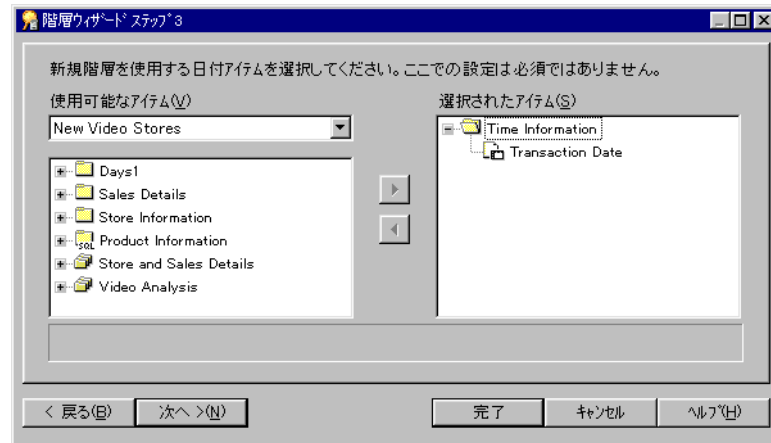 階層ウィザード ステップ3
新規階層を使用する日付アイテムを選択してください。ここでの設定は必須ではありません。
使用可能なアイテム(V)
選択されたアイテム(S)
New Video Stores
Time Information
Transaction Date
Days1
Sales Details
Store Information
SQL Product Information
Store and Sales Details
Video Analysis
< 戻る(B)
次へ >(N)
完了
キャンセル
ヘルプ(H)